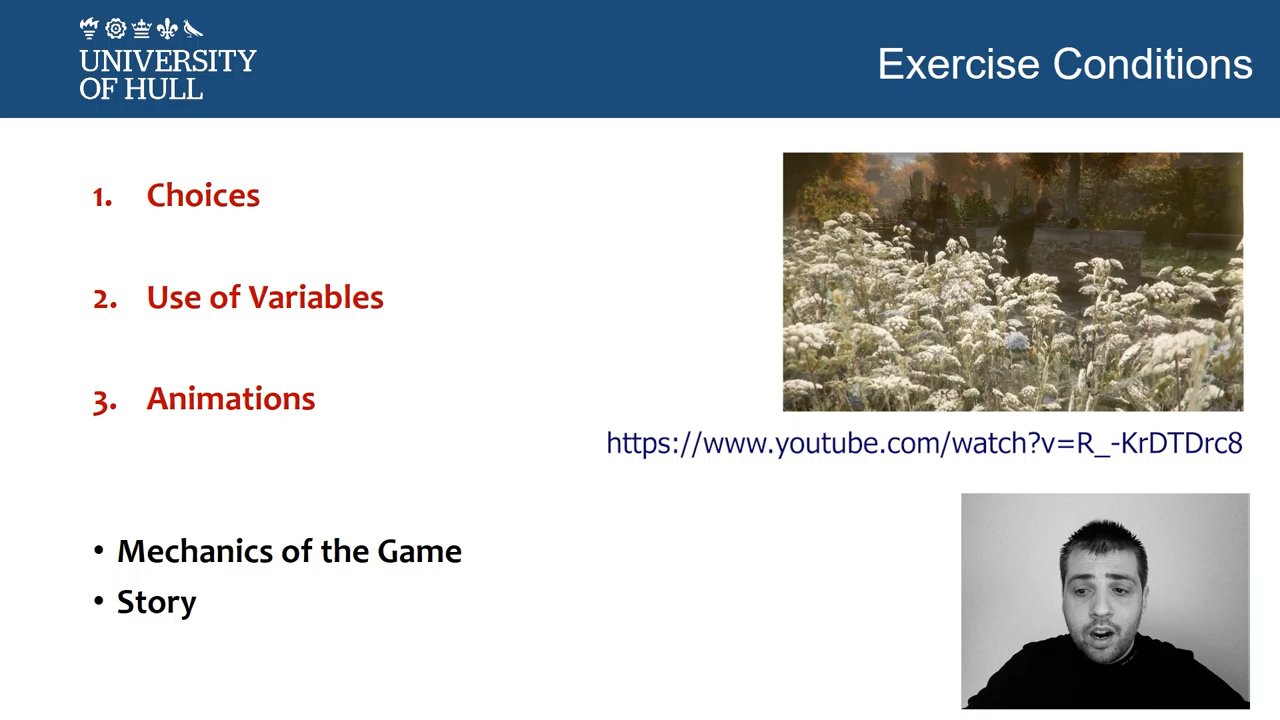 UNIVERSITY
OF HULL
Exercise Conditions
1. Choices
2. Use of Variables
3. Animations
https://www.youtube.com/watch?v=R_-KrDTDrc8
• Mechanics of the Game
• Story